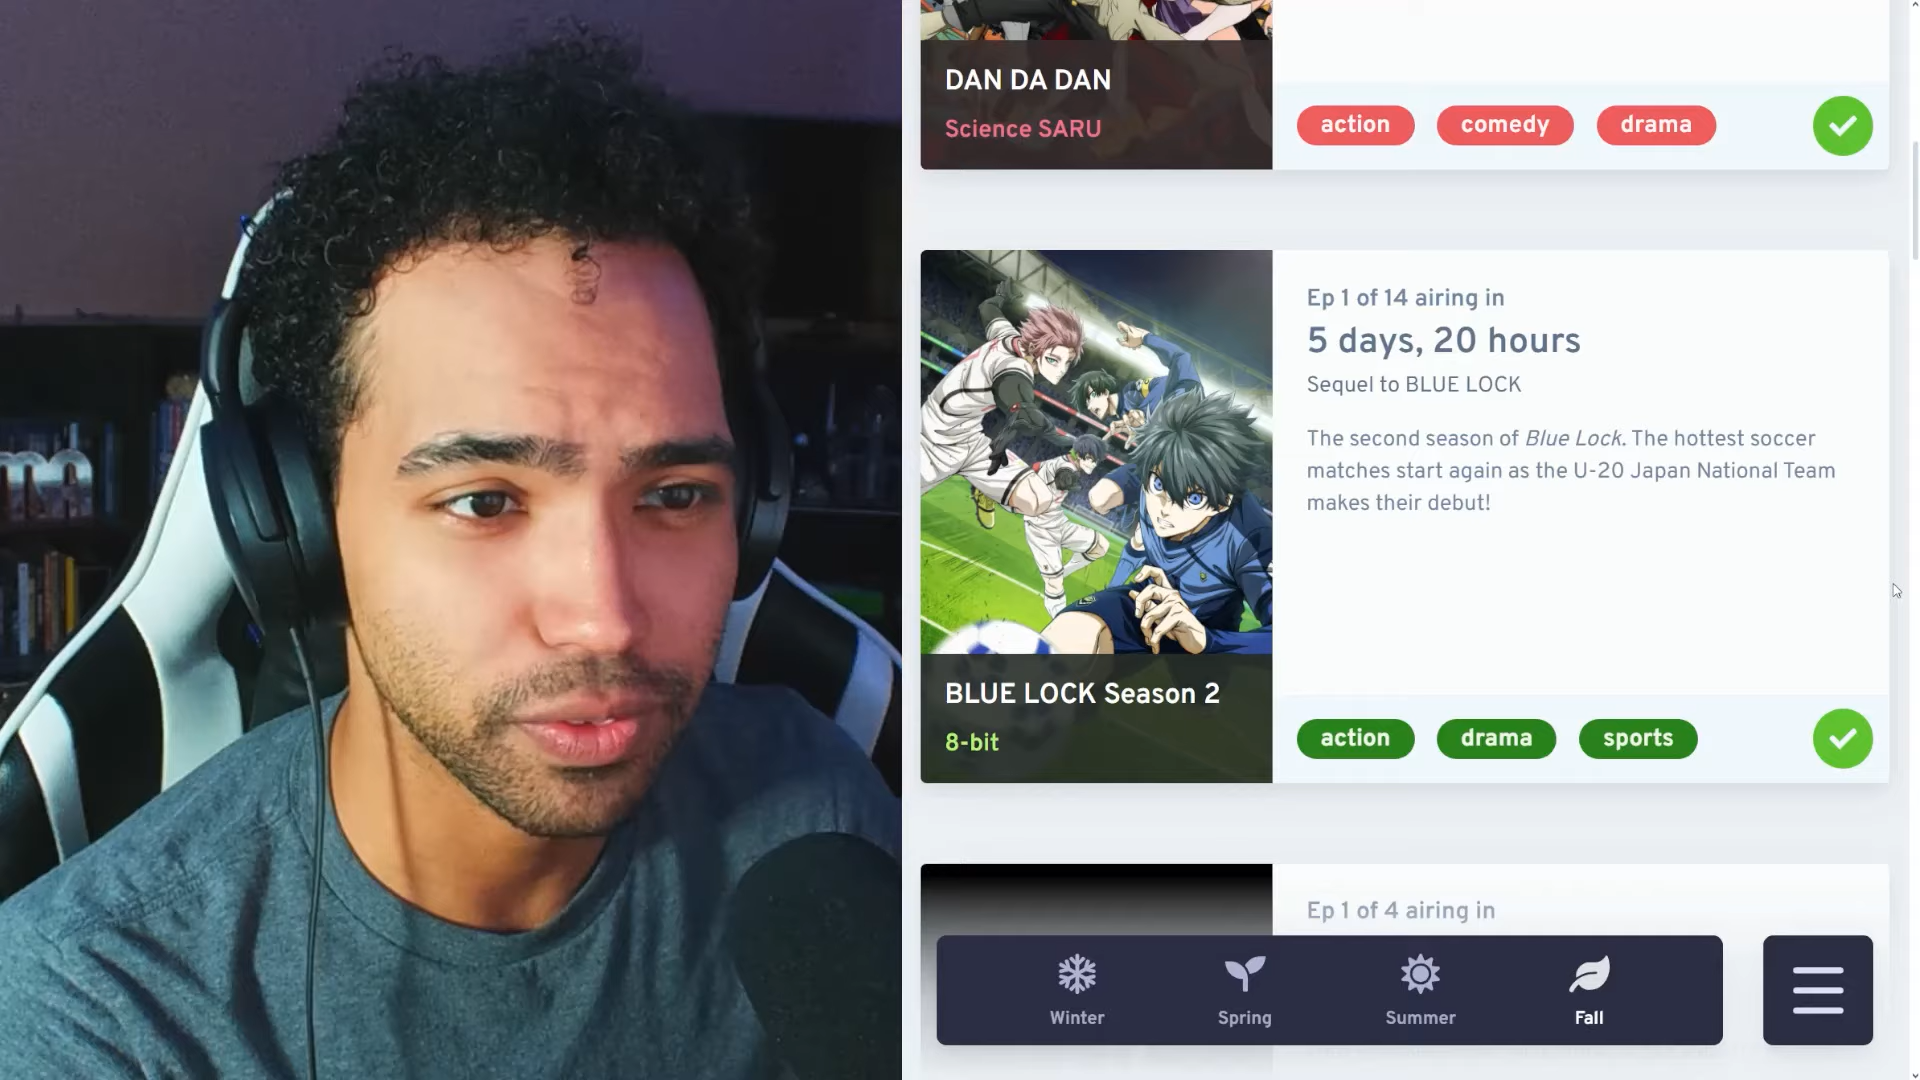 DAN DA DAN
Science SARU
action comedy drama
Ep 1 of 14 airing in
5 days, 20 hours
Sequel to BLUE LOCK
The second season of Blue Lock. The hottest soccer
matches start again as the U-20 Japan National Team
makes their debut!
BLUE LOCK Season 2
8-bit
action drama sports
Ep 1 of 4 airing in
Winter Spring Summer Fall